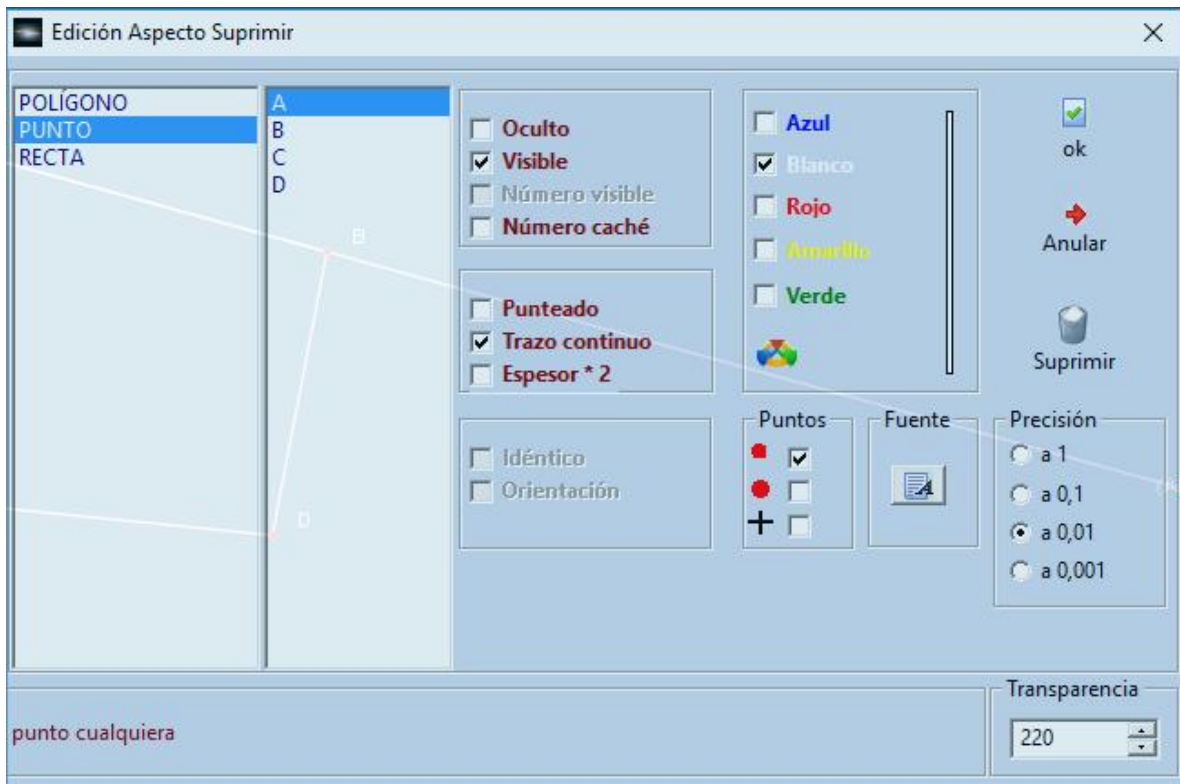 Edición Aspecto Suprimir
POLÍGONO
PUNTO
RECTA
A
B
C
D
B
D
Oculto
Visible
Número visible
Número caché
Punteado
Trazo continuo
Espesor * 2
Idéntico
Orientación
Azul
Blanco
Rojo
Amarillo
Verde
Puntos
Fuente
A
ok
Anular
Suprimir
Precisión
a 1
a 0,1
a 0,01
a 0,001
punto cualquiera
Transparencia
220